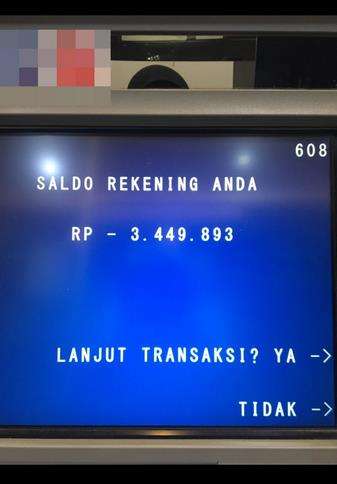 608
SALDO REKENING ANDA
RP - 3.449.893
LANJUT TRANSAKSI? YA ->
TIDAK ->